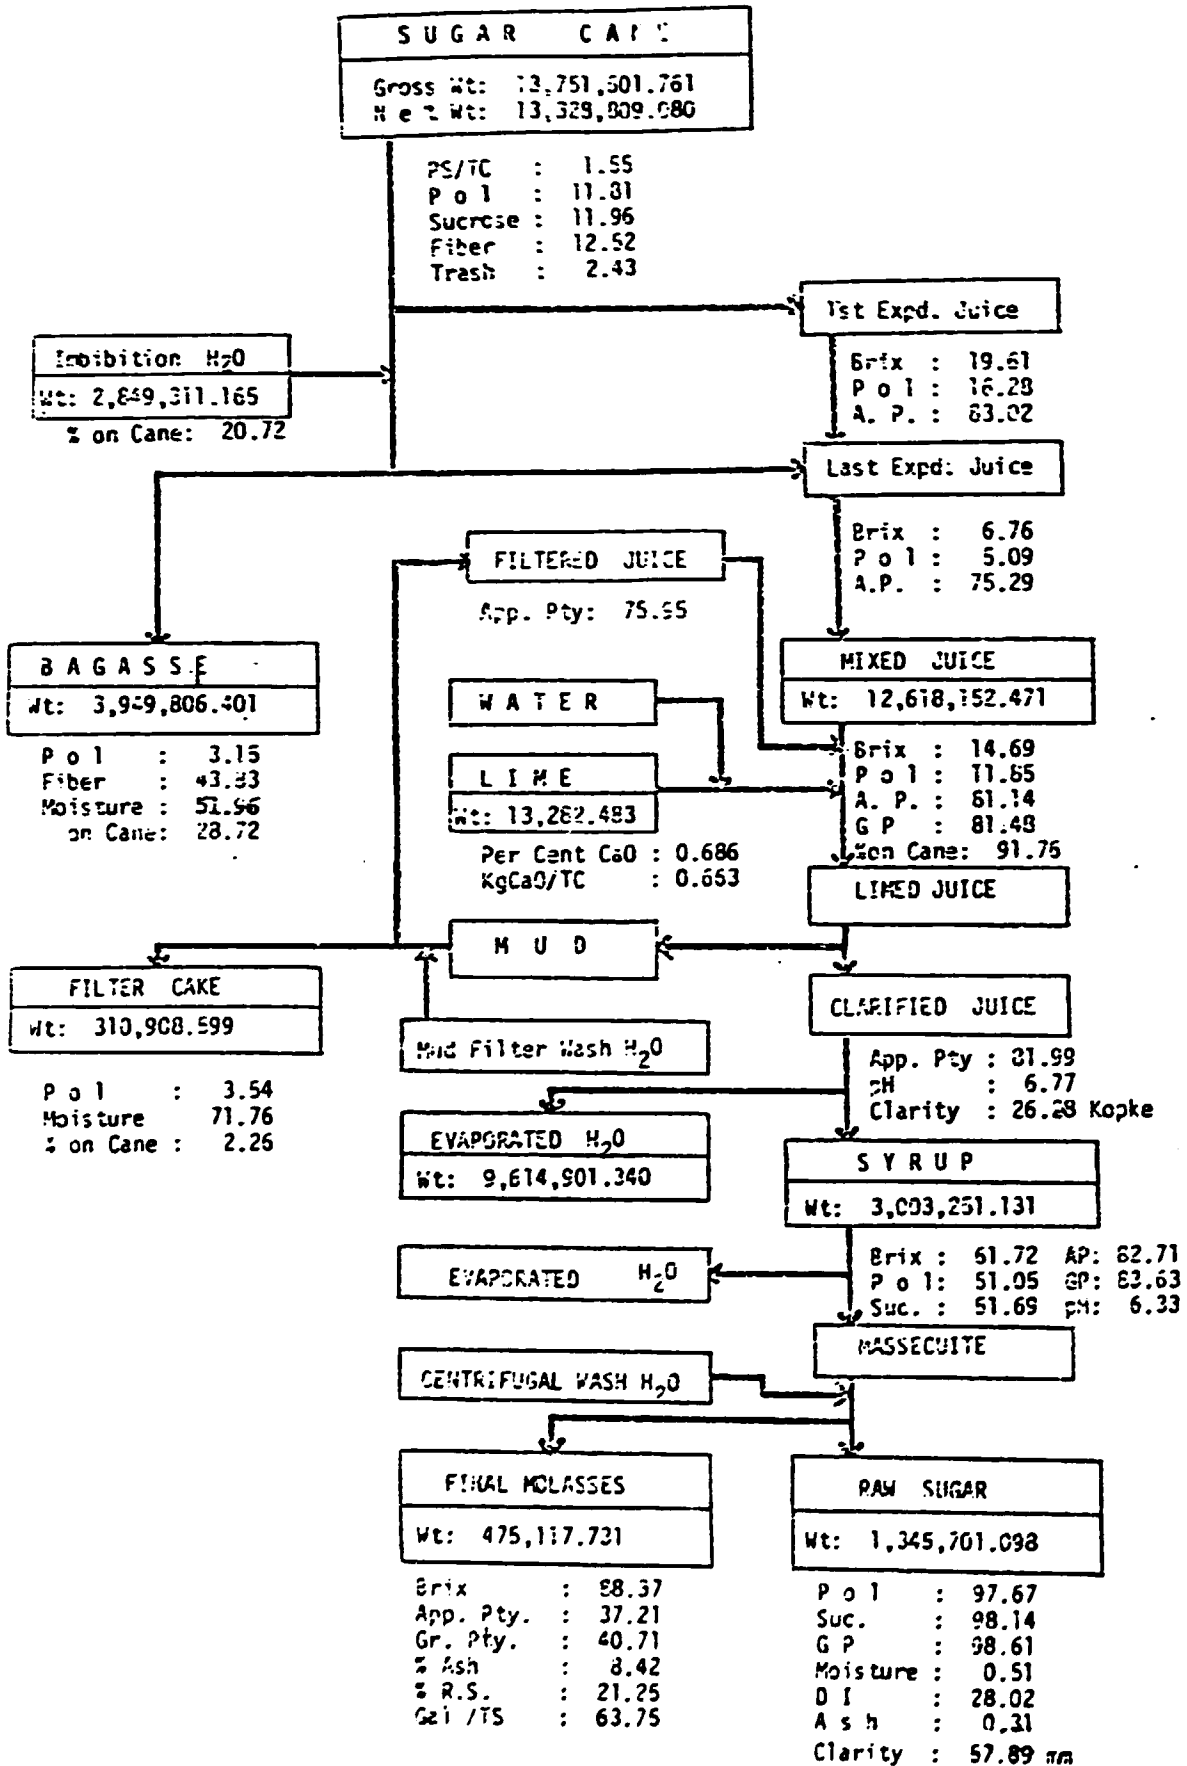 SUGAR CANE
Gross Wt: 13,751,601.761
Net Wt: 13,328,809.080
PS/TC : 1.55
Pol : 11.81
Sucrose : 11.96
Fiber : 12.52
Trash : 2.43
1st Expd. Juice
Imbibition H2O
Wt: 2,849,311.165
% on Cane: 20.72
Brix : 19.61
Pol : 16.28
A. P. : 83.02
Last Expd. Juice
Brix : 6.76
Pol : 5.09
A.P. : 75.29
FILTERED JUICE
App. Pty: 75.95
BAGASSE
Wt: 3,949,806.401
Pol : 3.15
Fiber : 43.83
Moisture : 51.96
on Cane: 28.72
MIXED JUICE
Wt: 12,618,152.471
Brix : 14.69
Pol : 11.85
A. P. : 81.14
G P : 81.48
%on Cane: 91.76
WATER
LIME
Wt: 13,282.483
Per Cent CaO : 0.686
KgCaO/TC : 0.653
LIMED JUICE
MUD
FILTER CAKE
Wt: 310,908.599
Pol : 3.54
Moisture 71.76
% on Cane : 2.26
Mud Filter Wash H2O
CLARIFIED JUICE
App. Pty : 81.99
pH : 6.77
Clarity : 26.28 Kopke
EVAPORATED H2O
Wt: 9,614,901.340
SYRUP
Wt: 3,003,251.131
Brix : 61.72 AP: 82.71
Pol: 51.05 GP: 83.63
Suc. : 51.69 pH: 6.33
EVAPORATED H2O
MASSECUITE
CENTRIFUGAL WASH H2O
FINAL MOLASSES
Wt: 475,117.731
Brix : 88.37
App. Pty. : 37.21
Gr. Pty. : 40.71
% Ash : 8.42
% R.S. : 21.25
Gal /TS : 63.75
RAW SUGAR
Wt: 1,345,701.098
Pol : 97.67
Suc. : 98.14
G P : 98.61
Moisture : 0.51
D I : 28.02
Ash : 0.31
Clarity : 57.89 mm